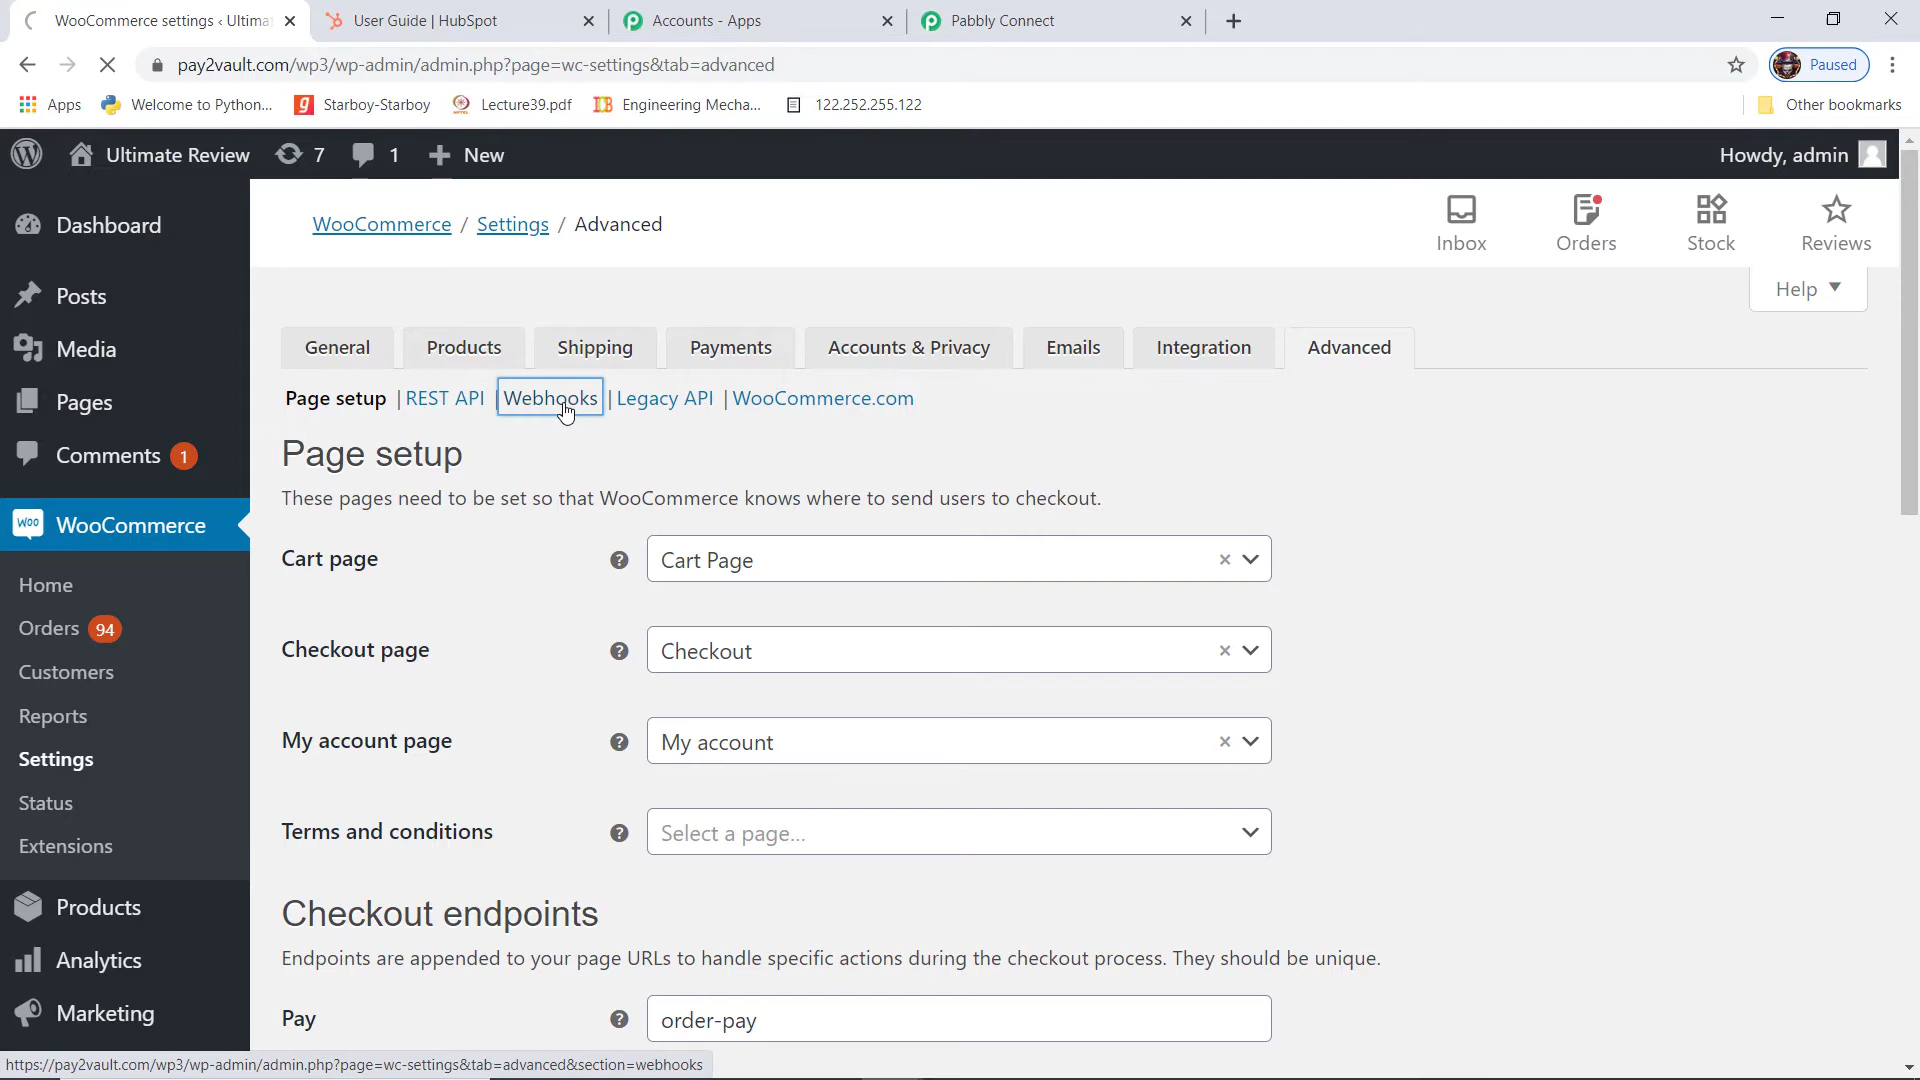 WooCommerce settings ‹ Ultima
User Guide | HubSpot
Accounts - Apps
Pabbly Connect
pay2vault.com/wp3/wp-admin/admin.php?page=wc-settings&tab=advanced
Paused
Apps
Welcome to Python...
Starboy-Starboy
Lecture39.pdf
Engineering Mecha...
122.252.255.122
Other bookmarks
Ultimate Review
7
1
New
Howdy, admin
Dashboard
Posts
Media
Pages
Comments 1
WooCommerce
Home
Orders 94
Customers
Reports
Settings
Status
Extensions
Products
Analytics
Marketing
WooCommerce / Settings / Advanced
Inbox
Orders
Stock
Reviews
Help
General
Products
Shipping
Payments
Accounts & Privacy
Emails
Integration
Advanced
Page setup | REST API | Webhooks | Legacy API | WooCommerce.com
Page setup
These pages need to be set so that WooCommerce knows where to send users to checkout.
Cart page
Cart Page
Checkout page
Checkout
My account page
My account
Terms and conditions
Select a page...
Checkout endpoints
Endpoints are appended to your page URLs to handle specific actions during the checkout process. They should be unique.
Pay
order-pay
https://pay2vault.com/wp3/wp-admin/admin.php?page=wc-settings&tab=advanced&section=webhooks